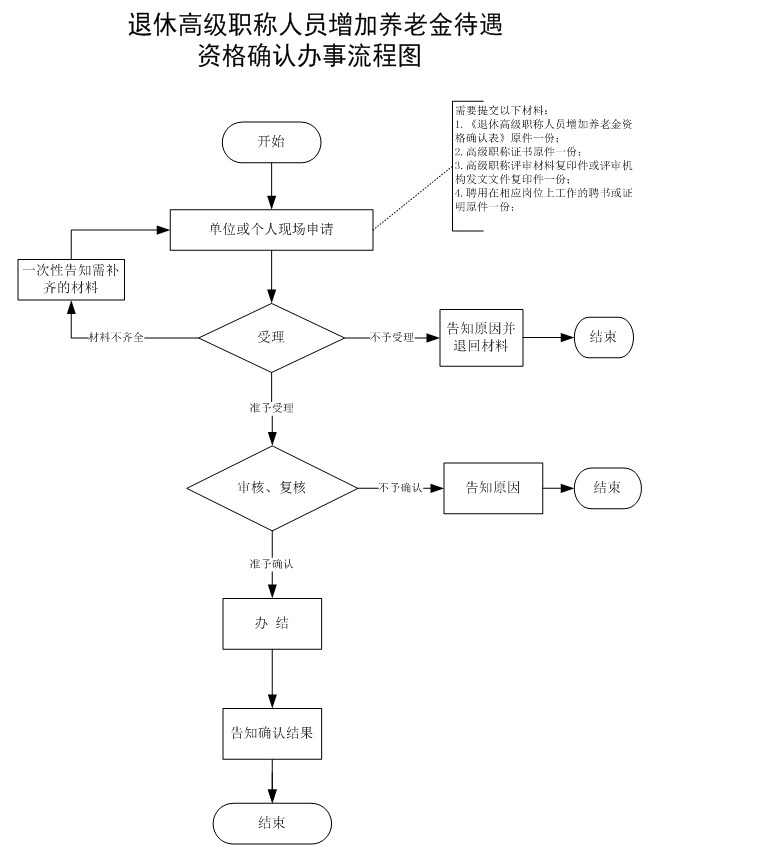 退休高级职称人员增加养老金待遇
资格确认办事流程图
需要提交以下材料：
1.《退休高级职称人员增加养老金资
格确认表》原件一份；
2.高级职称证书原件一份；
3.高级职称评审材料复印件或评审机
构发文文件复印件一份；
4.聘用在相应岗位上工作的聘书或证
明原件一份；
开始
单位或个人现场申请
一次性告知需补
齐的材料
材料不齐全
受理
不予受理
告知原因并
退回材料
结束
准予受理
审核、复核
不予确认
告知原因
结束
准予确认
办 结
告知确认结果
结束